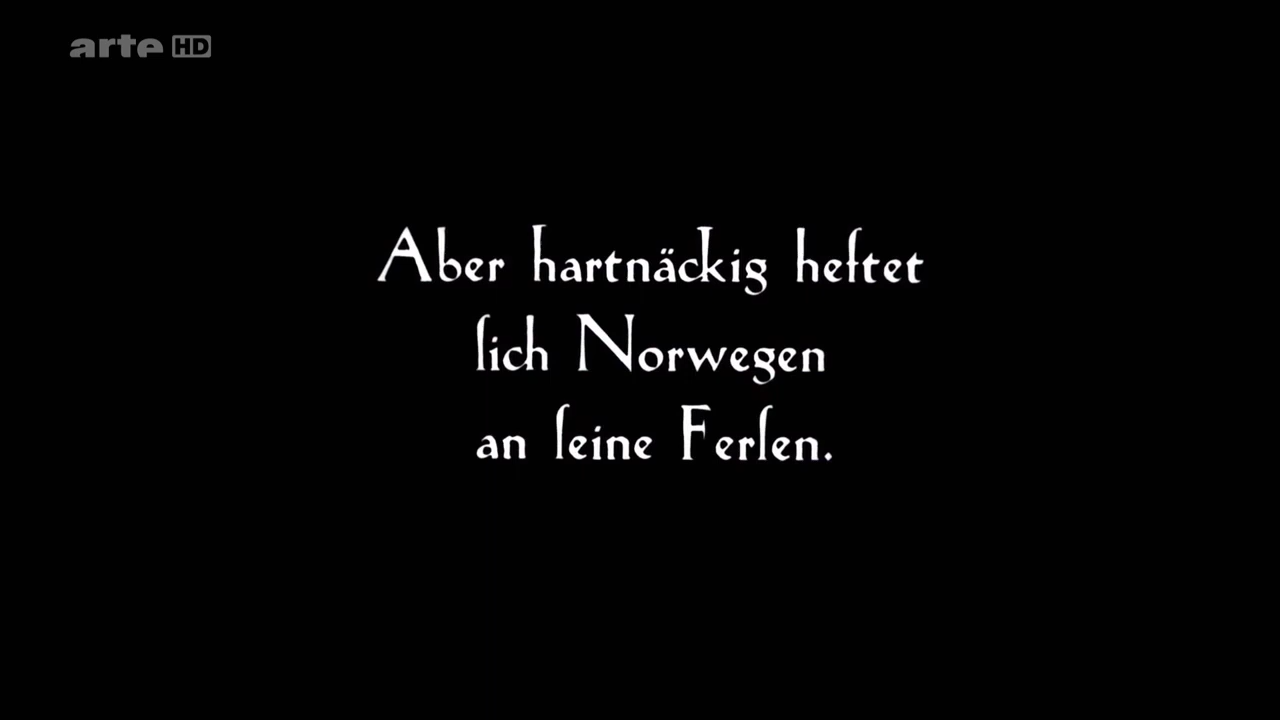 arte HD
Aber hartnäckig heftet
ſich Norwegen
an ſeine Ferſen.